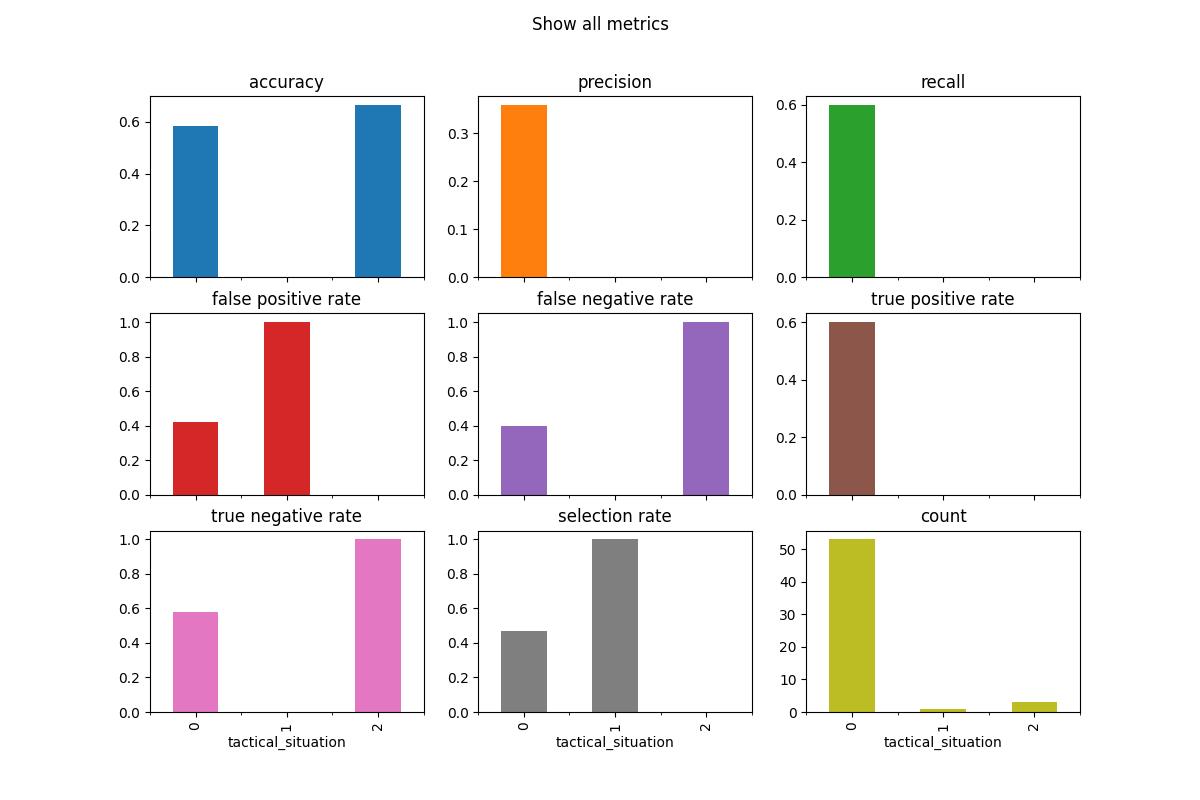 Show all metrics
accuracy
0.6
0.4
0.2
0.0
precision
0.3
0.2
0.1
0.0
recall
0.6
0.4
0.2
0.0
false positive rate
1.0
0.8
0.6
0.4
0.2
0.0
false negative rate
1.0
0.8
0.6
0.4
0.2
0.0
true positive rate
0.6
0.4
0.2
0.0
true negative rate
1.0
0.8
0.6
0.4
0.2
0.0
0 1 2
tactical_situation
selection rate
1.0
0.8
0.6
0.4
0.2
0.0
0 1 2
tactical_situation
count
50
40
30
20
10
0
0 1 2
tactical_situation